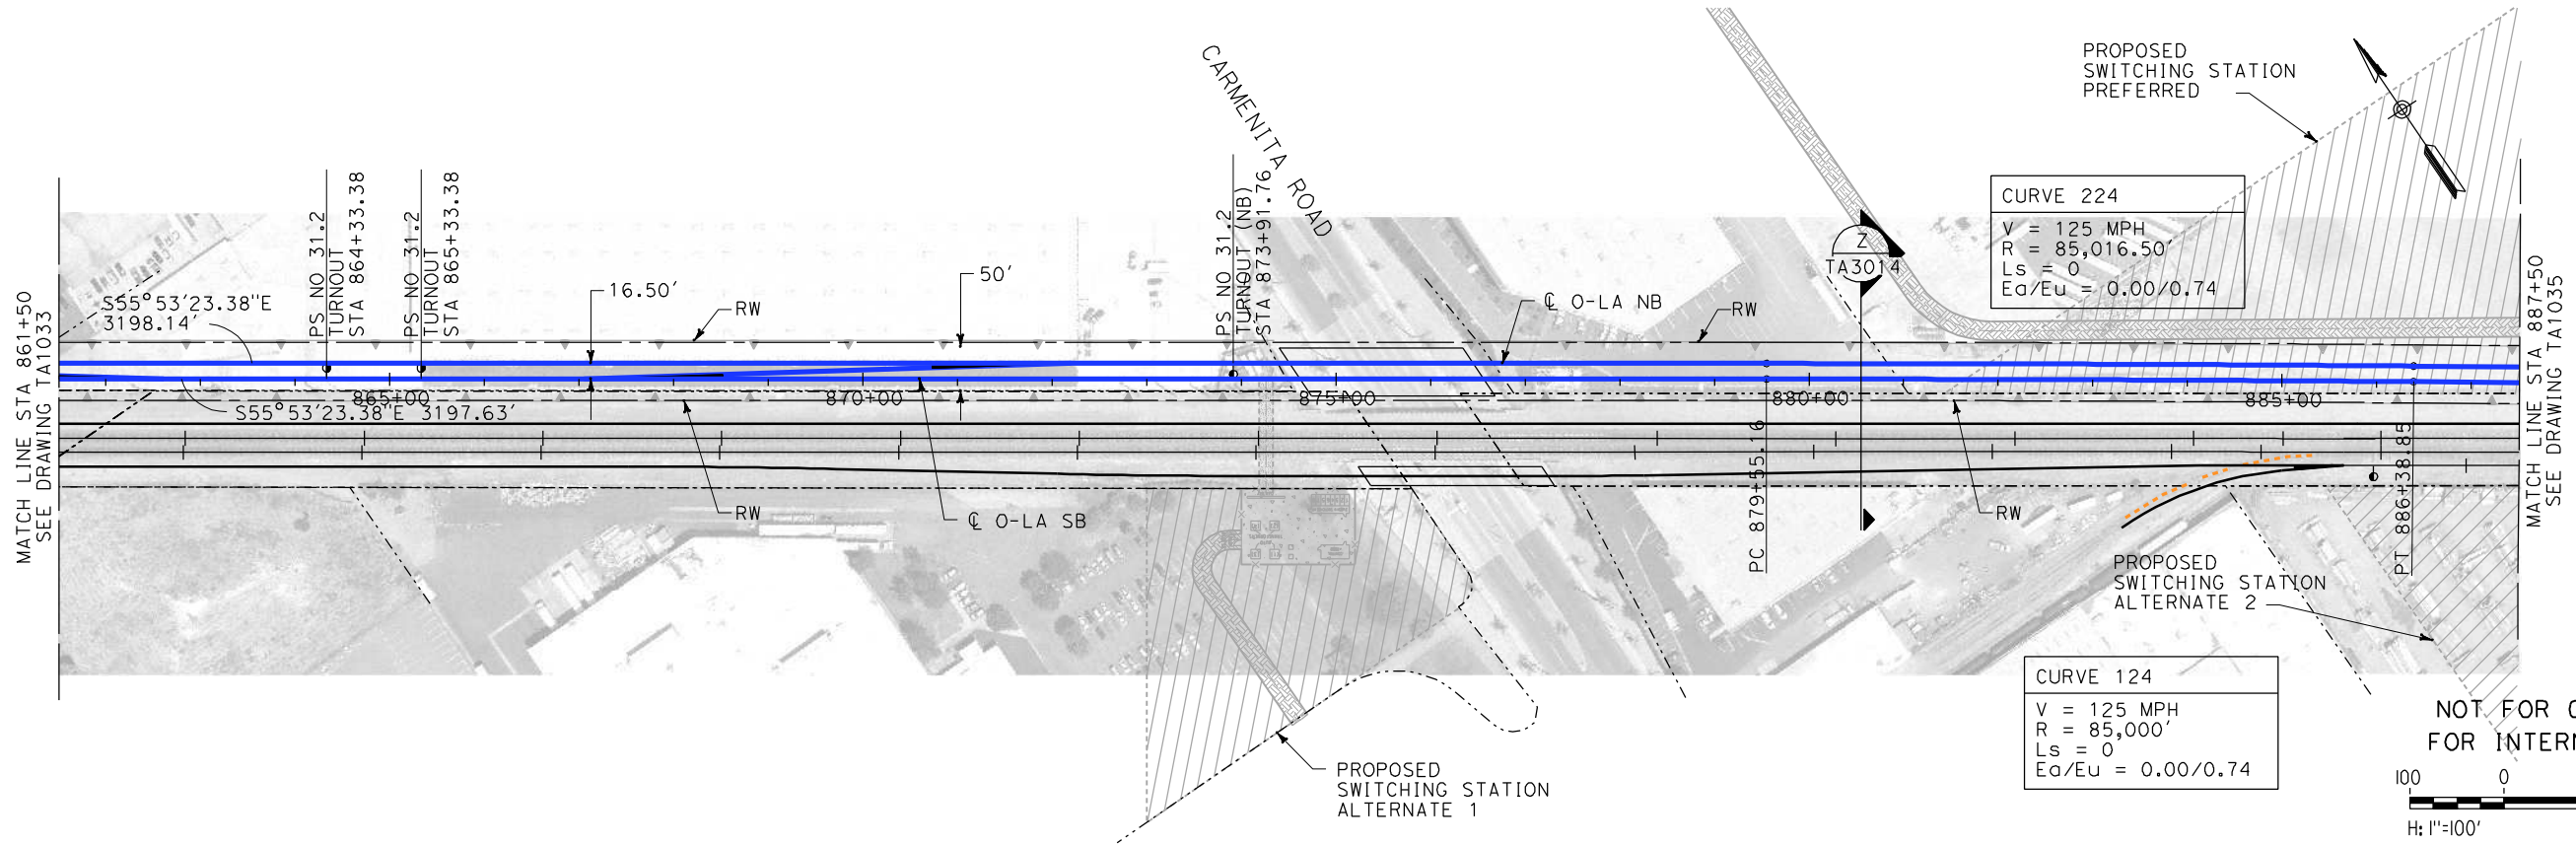 MATCH LINE STA 861+50
SEE DRAWING TA1033
S55°53'23.38"E
3198.14'
PS NO 31.2
TURNOUT
STA 864+33.38
PS NO 31.2
TURNOUT
STA 865+33.38
16.50'
RW
50'
PS NO 31.2
TURNOUT (NB)
STA 873+91.76
CARMENITA ROAD
℄ O-LA NB
RW
Z
TA3014
PROPOSED
SWITCHING STATION
PREFERRED
CURVE 224
V = 125 MPH
R = 85,016.50'
Ls = 0
Ea/Eu = 0.00/0.74
MATCH LINE STA 887+50
SEE DRAWING TA1035
865+00
870+00
875+00
880+00
885+00
S55°53'23.38"E 3197.63'
RW
℄ O-LA SB
PC 879+55.16
RW
PT 886+38.85
PROPOSED
SWITCHING STATION
ALTERNATE 2
PROPOSED
SWITCHING STATION
ALTERNATE 1
CURVE 124
V = 125 MPH
R = 85,000'
Ls = 0
Ea/Eu = 0.00/0.74
NOT FOR
FOR INTERN
100 0
H: 1"=100'